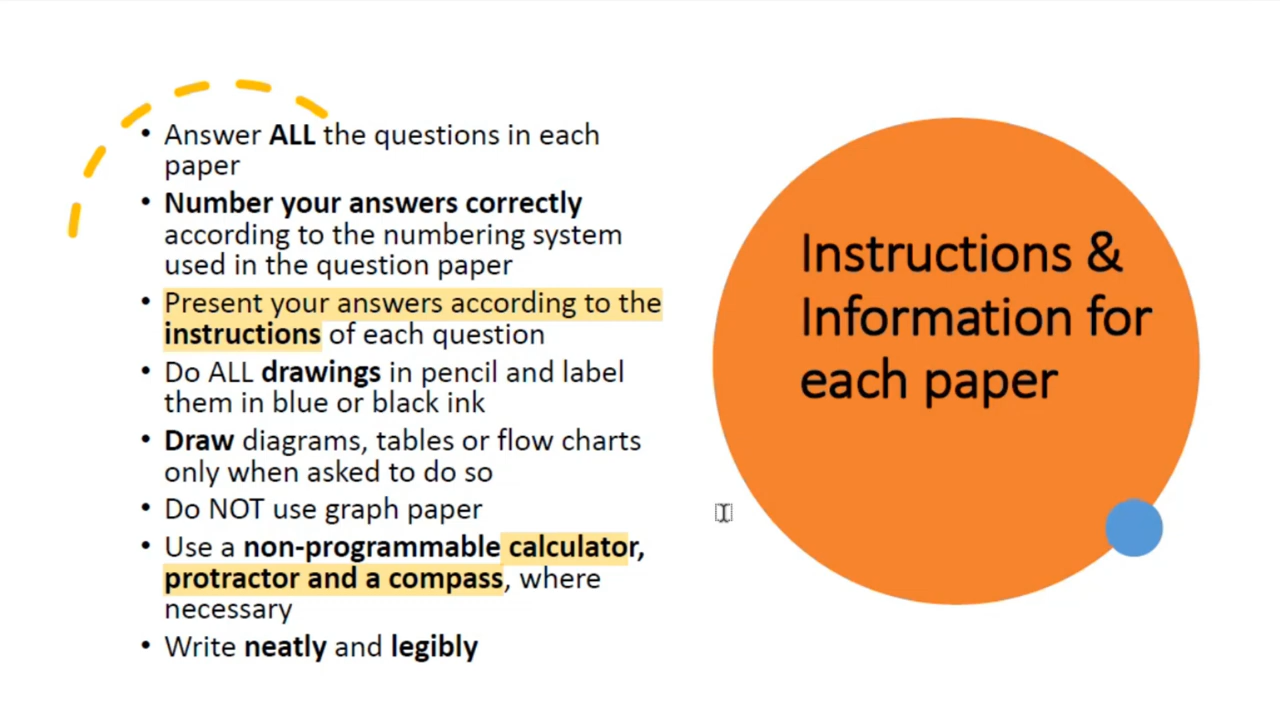 • Answer ALL the questions in each
paper
• Number your answers correctly
according to the numbering system
used in the question paper
• Present your answers according to the
instructions of each question
• Do ALL drawings in pencil and label
them in blue or black ink
• Draw diagrams, tables or flow charts
only when asked to do so
• Do NOT use graph paper
• Use a non-programmable calculator,
protractor and a compass, where
necessary
• Write neatly and legibly
Instructions &
Information for
each paper